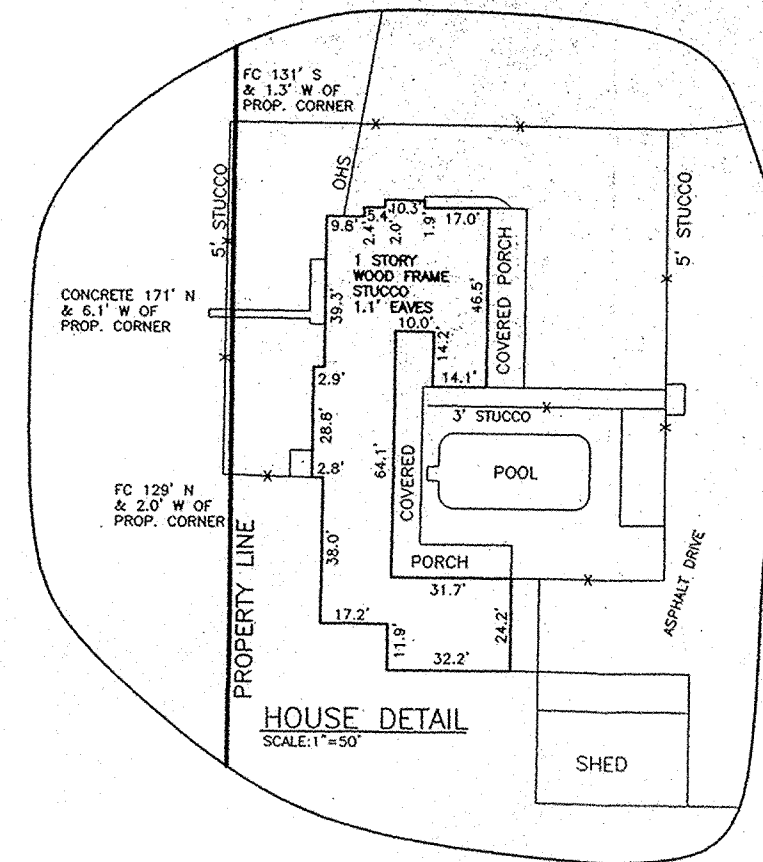 FC 131' S
& 1.3' W OF
PROP. CORNER
OHS
5' STUCCO
5' STUCCO
9.8'
5.4'
10.3'
2.4'
2.0'
1.9'
17.0'
1 STORY
WOOD FRAME
STUCCO
1.1' EAVES
COVERED PORCH
46.5'
39.3'
CONCRETE 171' N
& 6.1' W OF
PROP. CORNER
10.0'
14.2'
14.1'
2.9'
3' STUCCO
28.8'
64.1'
COVERED
POOL
2.8'
FC 129' N
& 2.0' W OF
PROP. CORNER
38.0'
PORCH
31.7'
ASPHALT DRIVE
PROPERTY LINE
17.2'
11.9'
24.2'
32.2'
HOUSE DETAIL
SCALE:1"=50'
SHED